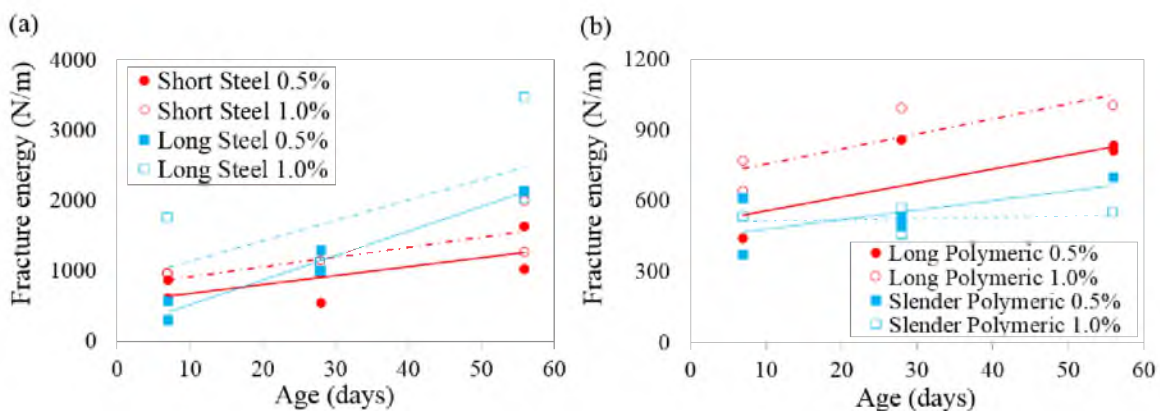 (a)
Fracture energy (N/m)
4000
3000
2000
1000
0
Short Steel 0.5%
Short Steel 1.0%
Long Steel 0.5%
Long Steel 1.0%
0 10 20 30 40 50 60
Age (days)
(b)
Fracture energy (N/m)
1200
900
600
300
0
Long Polymeric 0.5%
Long Polymeric 1.0%
Slender Polymeric 0.5%
Slender Polymeric 1.0%
0 10 20 30 40 50 60
Age (days)